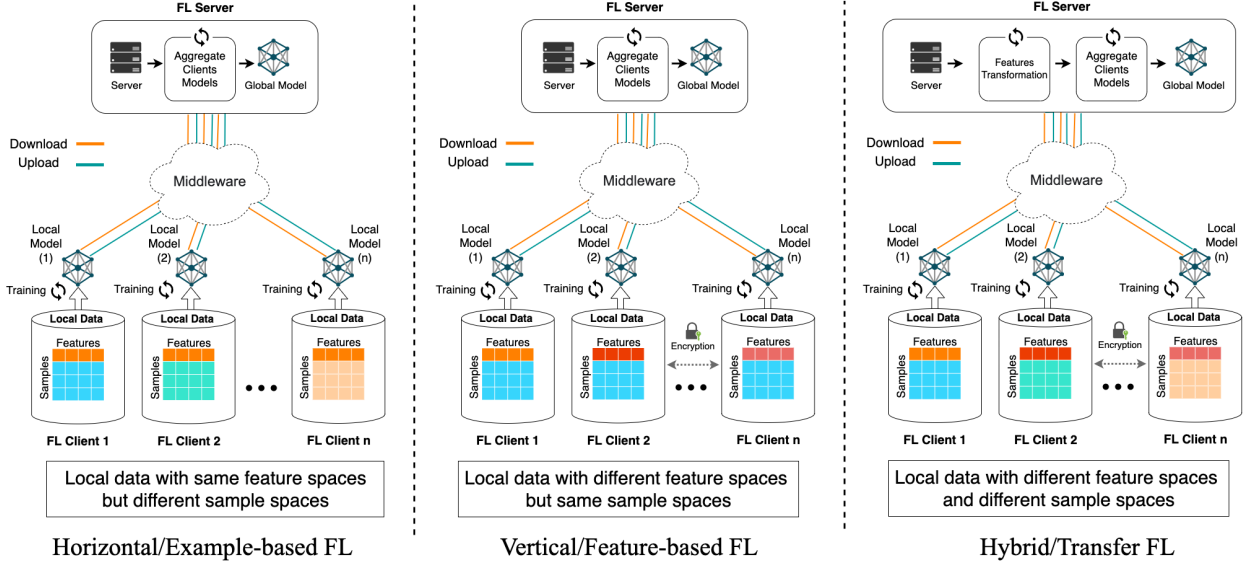 FL Server
Server
Aggregate
Clients
Models
Global Model
Download
Upload
Middleware
Local
Model
(1)
Local
Model
(2)
Local
Model
(n)
Training
Training
Training
Local Data
Local Data
Local Data
Features
Samples
Features
Samples
Features
Samples
FL Client 1
FL Client 2
FL Client n
Local data with same feature spaces
but different sample spaces
Horizontal/Example-based FL
FL Server
Server
Aggregate
Clients
Models
Global Model
Download
Upload
Middleware
Local
Model
(1)
Local
Model
(2)
Local
Model
(n)
Training
Training
Training
Local Data
Local Data
Local Data
Encryption
Features
Samples
Features
Samples
Features
Samples
FL Client 1
FL Client 2
FL Client n
Local data with different feature spaces
but same sample spaces
Vertical/Feature-based FL
FL Server
Server
Features
Transformation
Aggregate
Clients
Models
Global Model
Download
Upload
Middleware
Local
Model
(1)
Local
Model
(2)
Local
Model
(n)
Training
Training
Training
Local Data
Local Data
Local Data
Encryption
Features
Samples
Features
Samples
Features
Samples
FL Client 1
FL Client 2
FL Client n
Local data with different feature spaces
and different sample spaces
Hybrid/Transfer FL